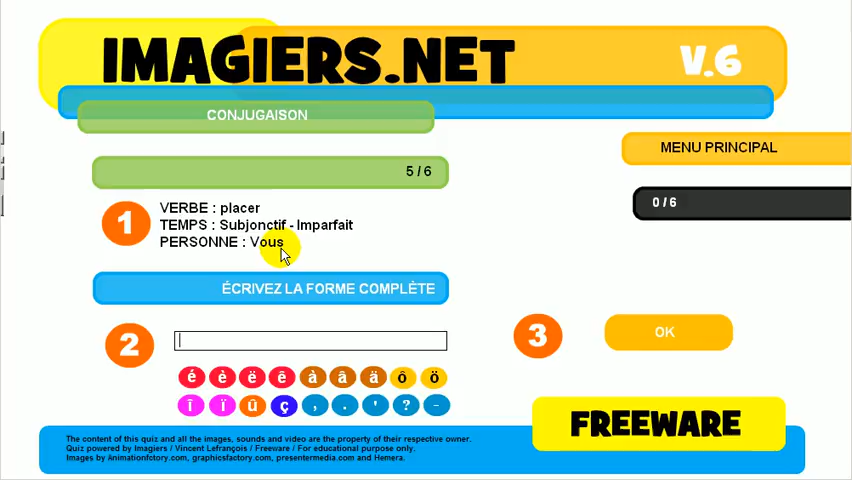 IMAGIERS.NET
V.6
CONJUGAISON
MENU PRINCIPAL
5 / 6
0 / 6
1
VERBE : placer
TEMPS : Subjonctif - Imparfait
PERSONNE : Vous
ÉCRIVEZ LA FORME COMPLÈTE
2
3
OK
é è ë ê à â ä ô ö
î ï û ç , . ' ? -
FREEWARE
The content of this quiz and all the images, sounds and video are the property of their respective owner.
Quiz powered by Imagiers / Vincent Lefrançois / Freeware / For educational purpose only.
Images by Animationfctory.com, graphicsfactory.com, presentermedia.com and Hemera.